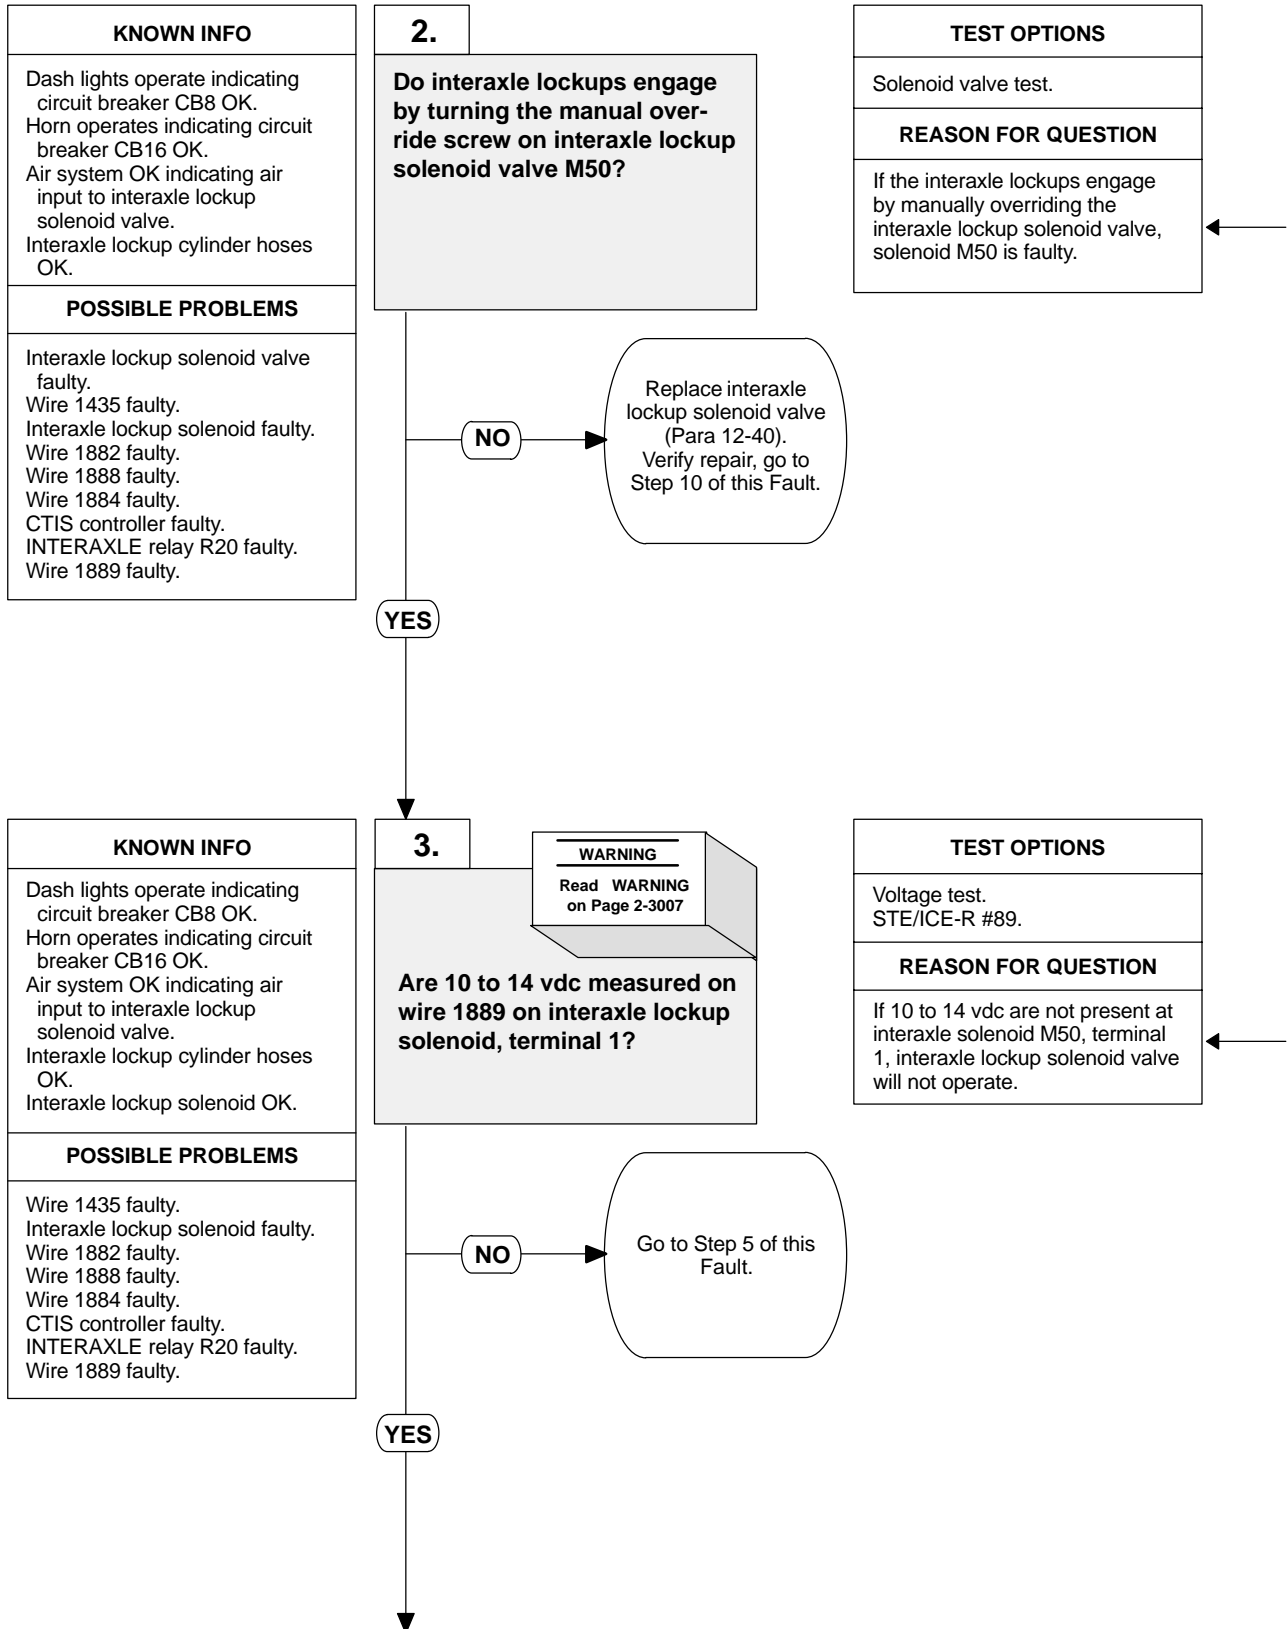 KNOWN INFO
Dash lights operate indicating
circuit breaker CB8 OK.
Horn operates indicating circuit
breaker CB16 OK.
Air system OK indicating air
input to interaxle lockup
solenoid valve.
Interaxle lockup cylinder hoses
OK.
POSSIBLE PROBLEMS
Interaxle lockup solenoid valve
faulty.
Wire 1435 faulty.
Interaxle lockup solenoid faulty.
Wire 1882 faulty.
Wire 1888 faulty.
Wire 1884 faulty.
CTIS controller faulty.
INTERAXLE relay R20 faulty.
Wire 1889 faulty.
2.
Do interaxle lockups engage
by turning the manual over-
ride screw on interaxle lockup
solenoid valve M50?
TEST OPTIONS
Solenoid valve test.
REASON FOR QUESTION
If the interaxle lockups engage
by manually overriding the
interaxle lockup solenoid valve,
solenoid M50 is faulty.
NO
Replace interaxle
lockup solenoid valve
(Para 12-40).
Verify repair, go to
Step 10 of this Fault.
YES
KNOWN INFO
Dash lights operate indicating
circuit breaker CB8 OK.
Horn operates indicating circuit
breaker CB16 OK.
Air system OK indicating air
input to interaxle lockup
solenoid valve.
Interaxle lockup cylinder hoses
OK.
Interaxle lockup solenoid OK.
POSSIBLE PROBLEMS
Wire 1435 faulty.
Interaxle lockup solenoid faulty.
Wire 1882 faulty.
Wire 1888 faulty.
Wire 1884 faulty.
CTIS controller faulty.
INTERAXLE relay R20 faulty.
Wire 1889 faulty.
3.
WARNING
Read WARNING
on Page 2-3007
Are 10 to 14 vdc measured on
wire 1889 on interaxle lockup
solenoid, terminal 1?
TEST OPTIONS
Voltage test.
STE/ICE-R #89.
REASON FOR QUESTION
If 10 to 14 vdc are not present at
interaxle solenoid M50, terminal
1, interaxle lockup solenoid valve
will not operate.
NO
Go to Step 5 of this
Fault.
YES